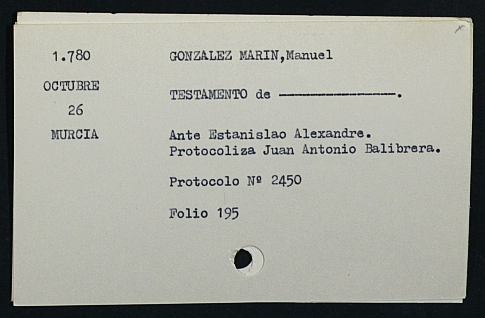 1.780
OCTUBRE
26
MURCIA
GONZALEZ MARIN,Manuel
TESTAMENTO de ————————.
Ante Estanislao Alexandre.
Protocoliza Juan Antonio Balibrera.
Protocolo Nº 2450
Folio 195